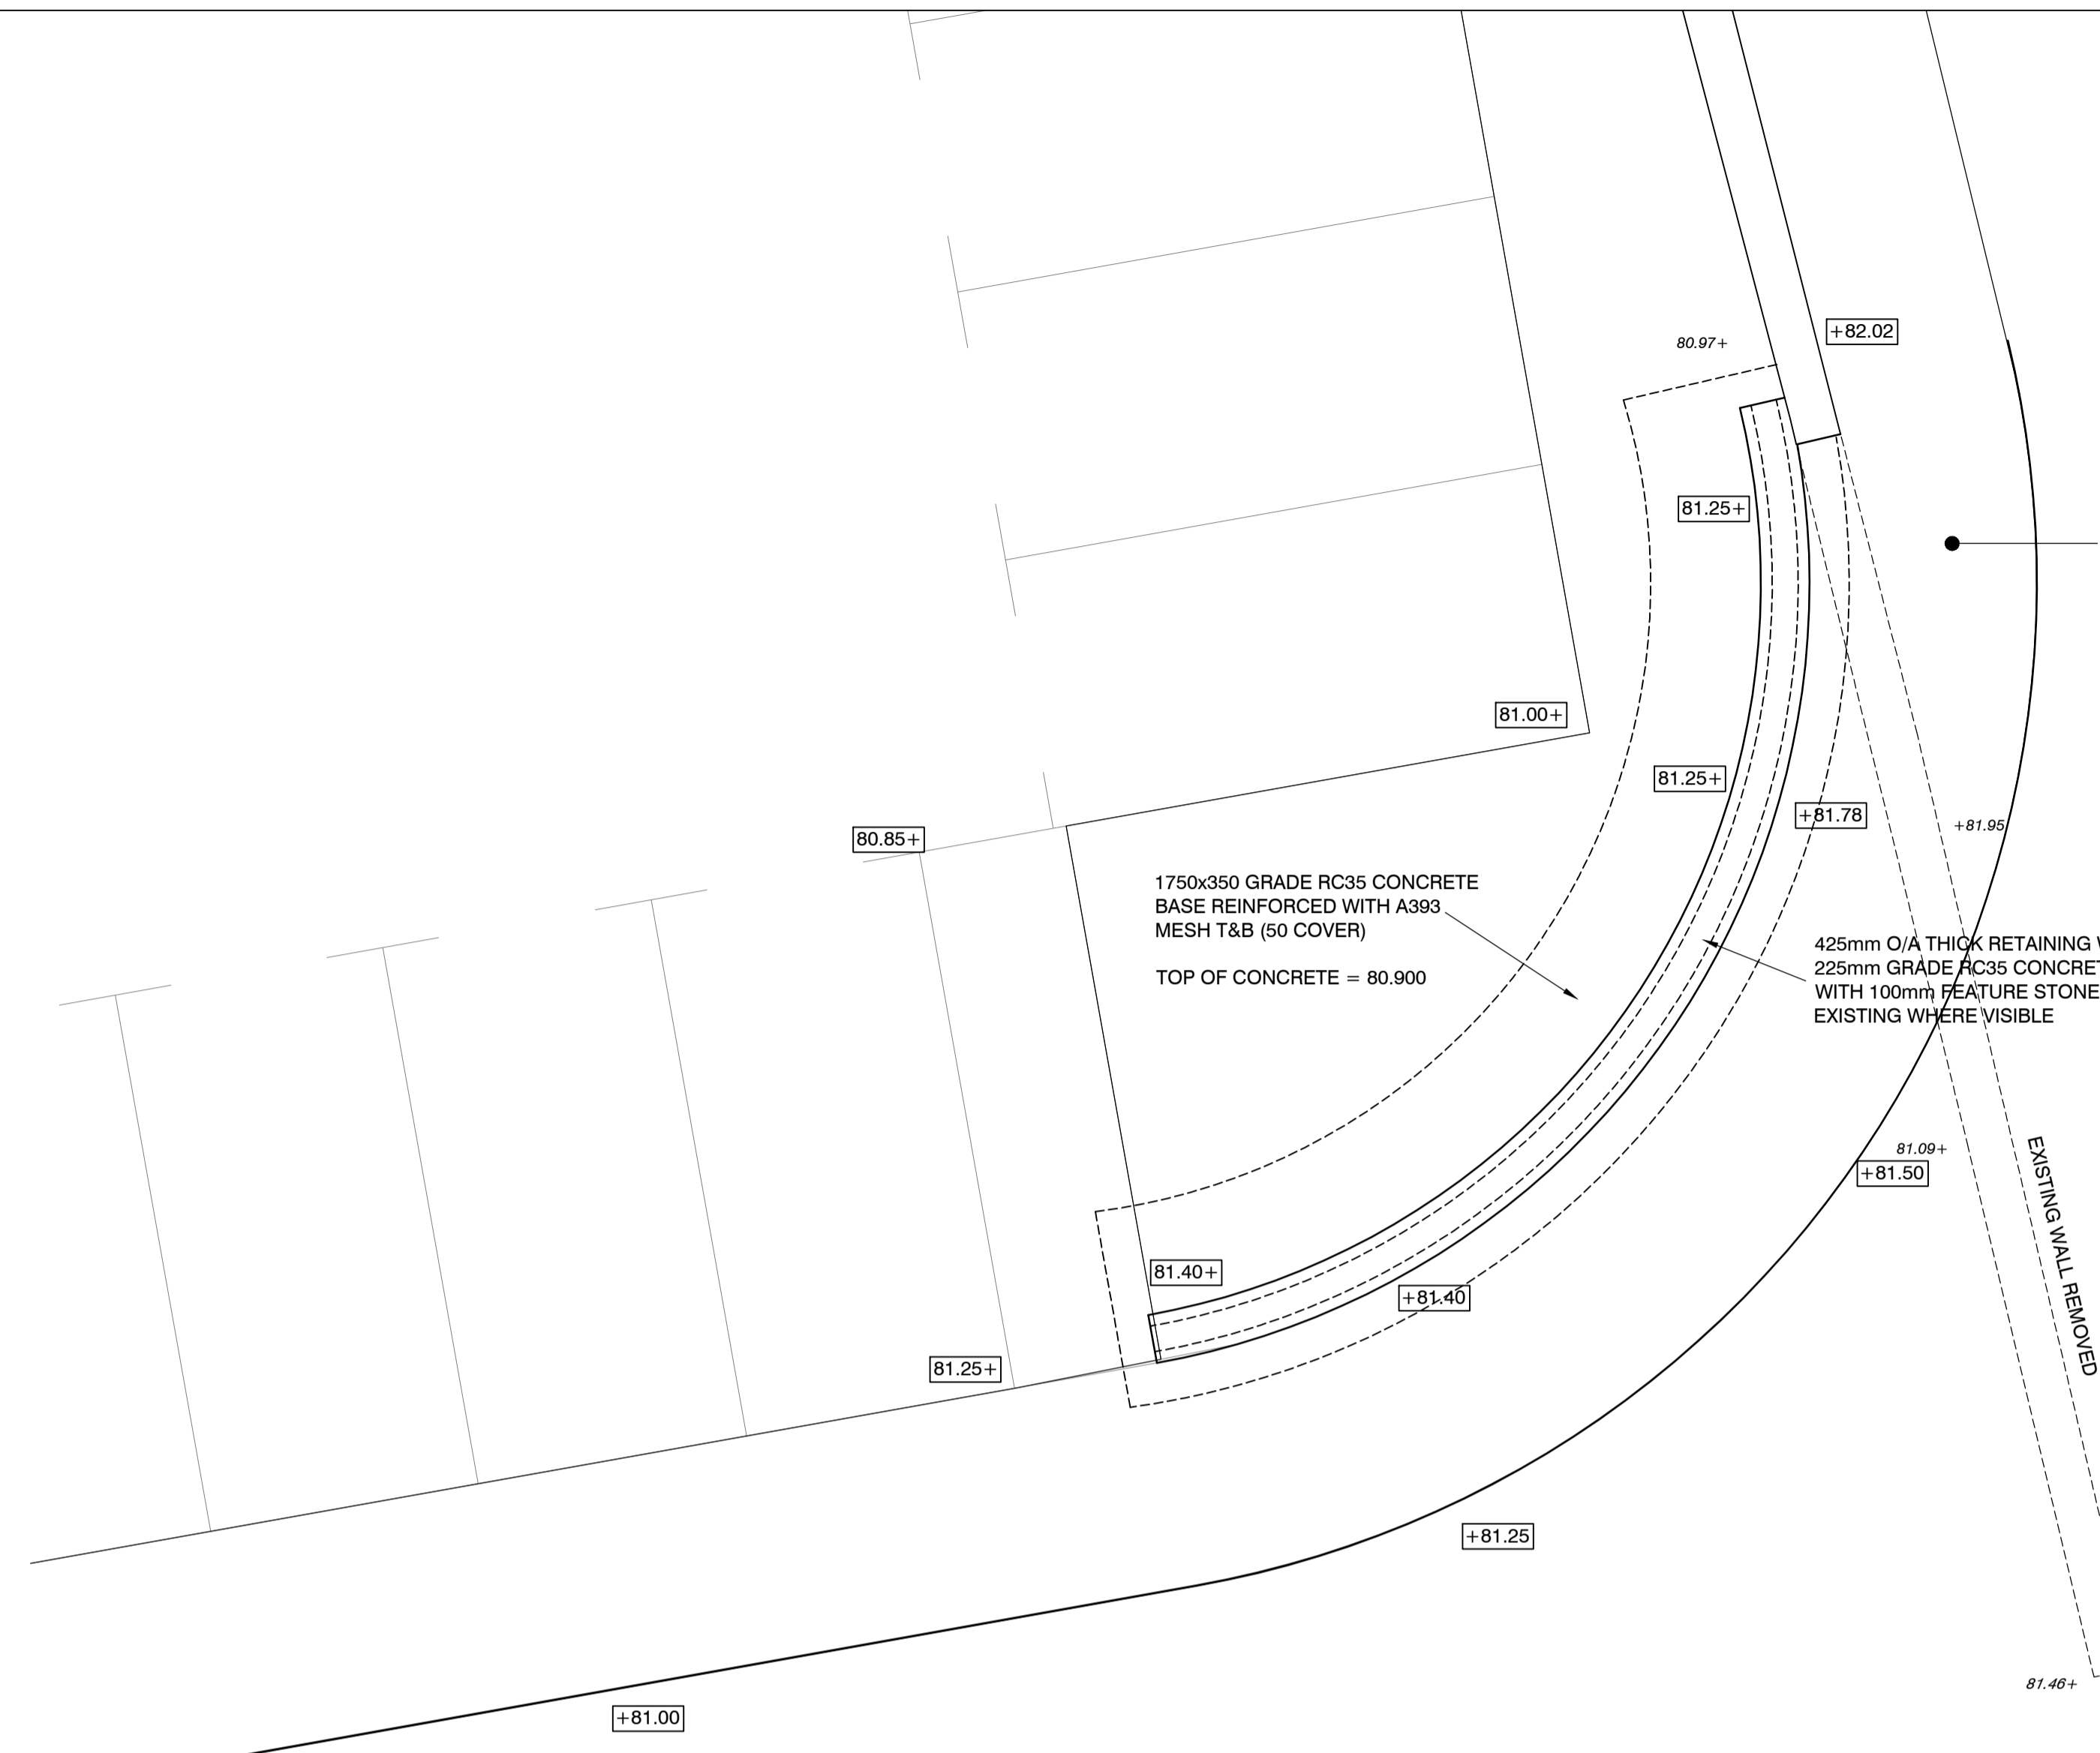 80.97+
+82.02
81.25+
81.00+
81.25+
+81.78
+81.95
80.85+
1750x350 GRADE RC35 CONCRETE
BASE REINFORCED WITH A393
MESH T&B (50 COVER)
TOP OF CONCRETE = 80.900
425mm O/A THICK RETAINING
225mm GRADE RC35
WITH 100mm FEATURE STONE
EXISTING WHERE VISIBLE
81.09+
+81.50
EXISTING WALL REMOVED
81.40+
+81.40
81.25+
+81.25
81.46+
+81.00